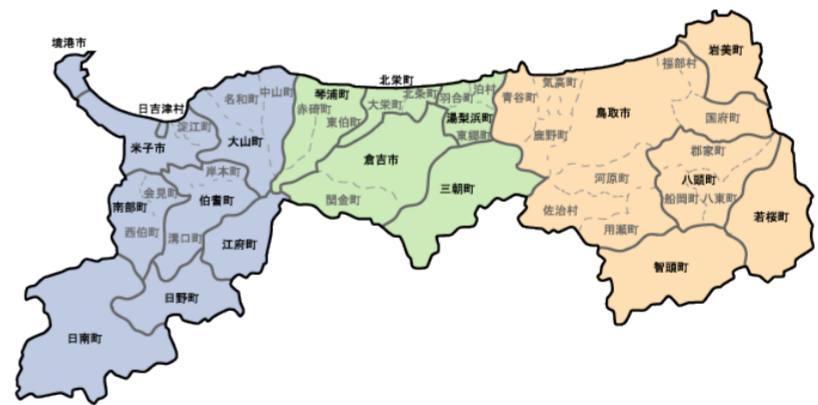 境港市
岩美町
福部村
北栄町
気高町
泊村
日吉津村
中山町
琴浦町
北条町
羽合町
青谷町
名和町
赤碕町
大栄町
鳥取市
国府町
淀江町
東伯町
湯梨浜町
鹿野町
大山町
東郷町
米子市
郡家町
倉吉市
岸本町
河原町
八頭町
三朝町
会見町
伯耆町
関金町
船岡町
八東町
南部町
佐治村
若桜町
西伯町
溝口町
江府町
用瀬町
智頭町
日野町
日南町